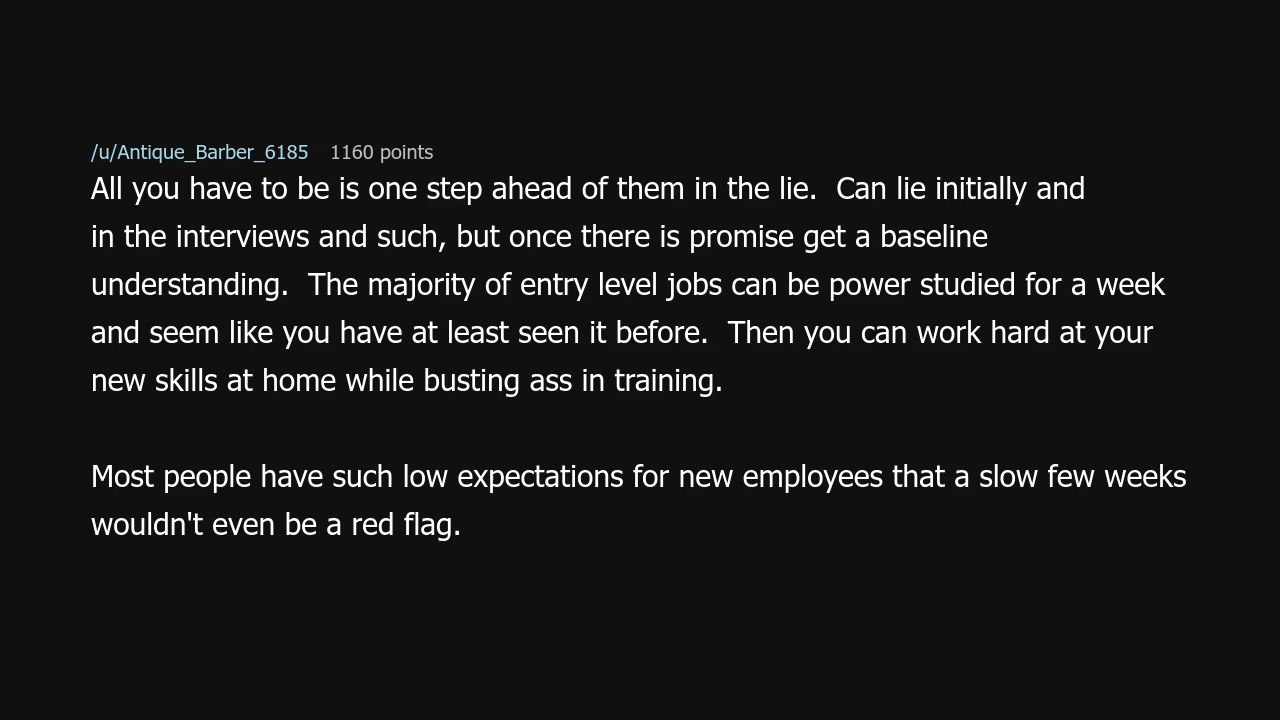 /u/Antique_Barber_6185 1160 points
All you have to be is one step ahead of them in the lie.  Can lie initially and
in the interviews and such, but once there is promise get a baseline
understanding.  The majority of entry level jobs can be power studied for a week
and seem like you have at least seen it before.  Then you can work hard at your
new skills at home while busting ass in training.
Most people have such low expectations for new employees that a slow few weeks
wouldn't even be a red flag.